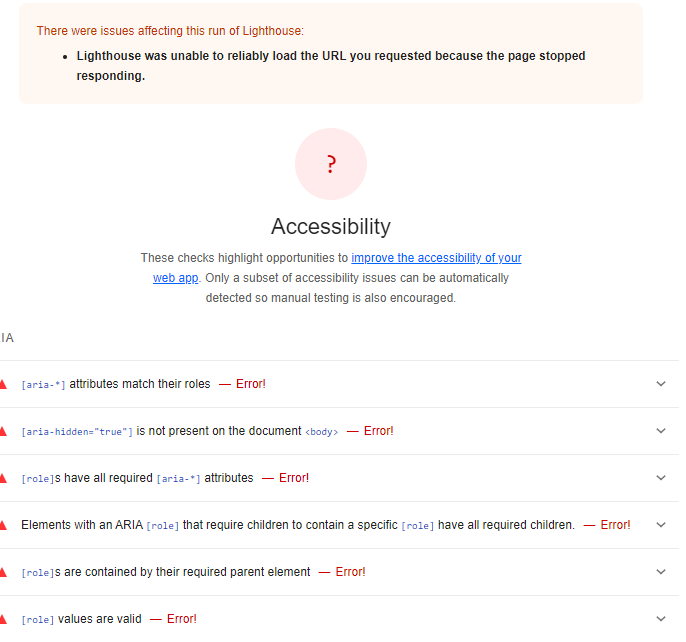 There were issues affecting this run of Lighthouse:
Lighthouse was unable to reliably load the URL you requested because the page stopped
responding.
?
Accessibility
These checks highlight opportunities to improve the accessibility of your
web app. Only a subset of accessibility issues can be automatically
detected so manual testing is also encouraged.
IA
[aria-*] attributes match their roles — Error!
[aria-hidden="true"] is not present on the document <body> — Error!
[role]s have all required [aria-*] attributes — Error!
Elements with an ARIA [role] that require children to contain a specific [role] have all required children. — Error!
[role]s are contained by their required parent element — Error!
[role] values are valid — Error!